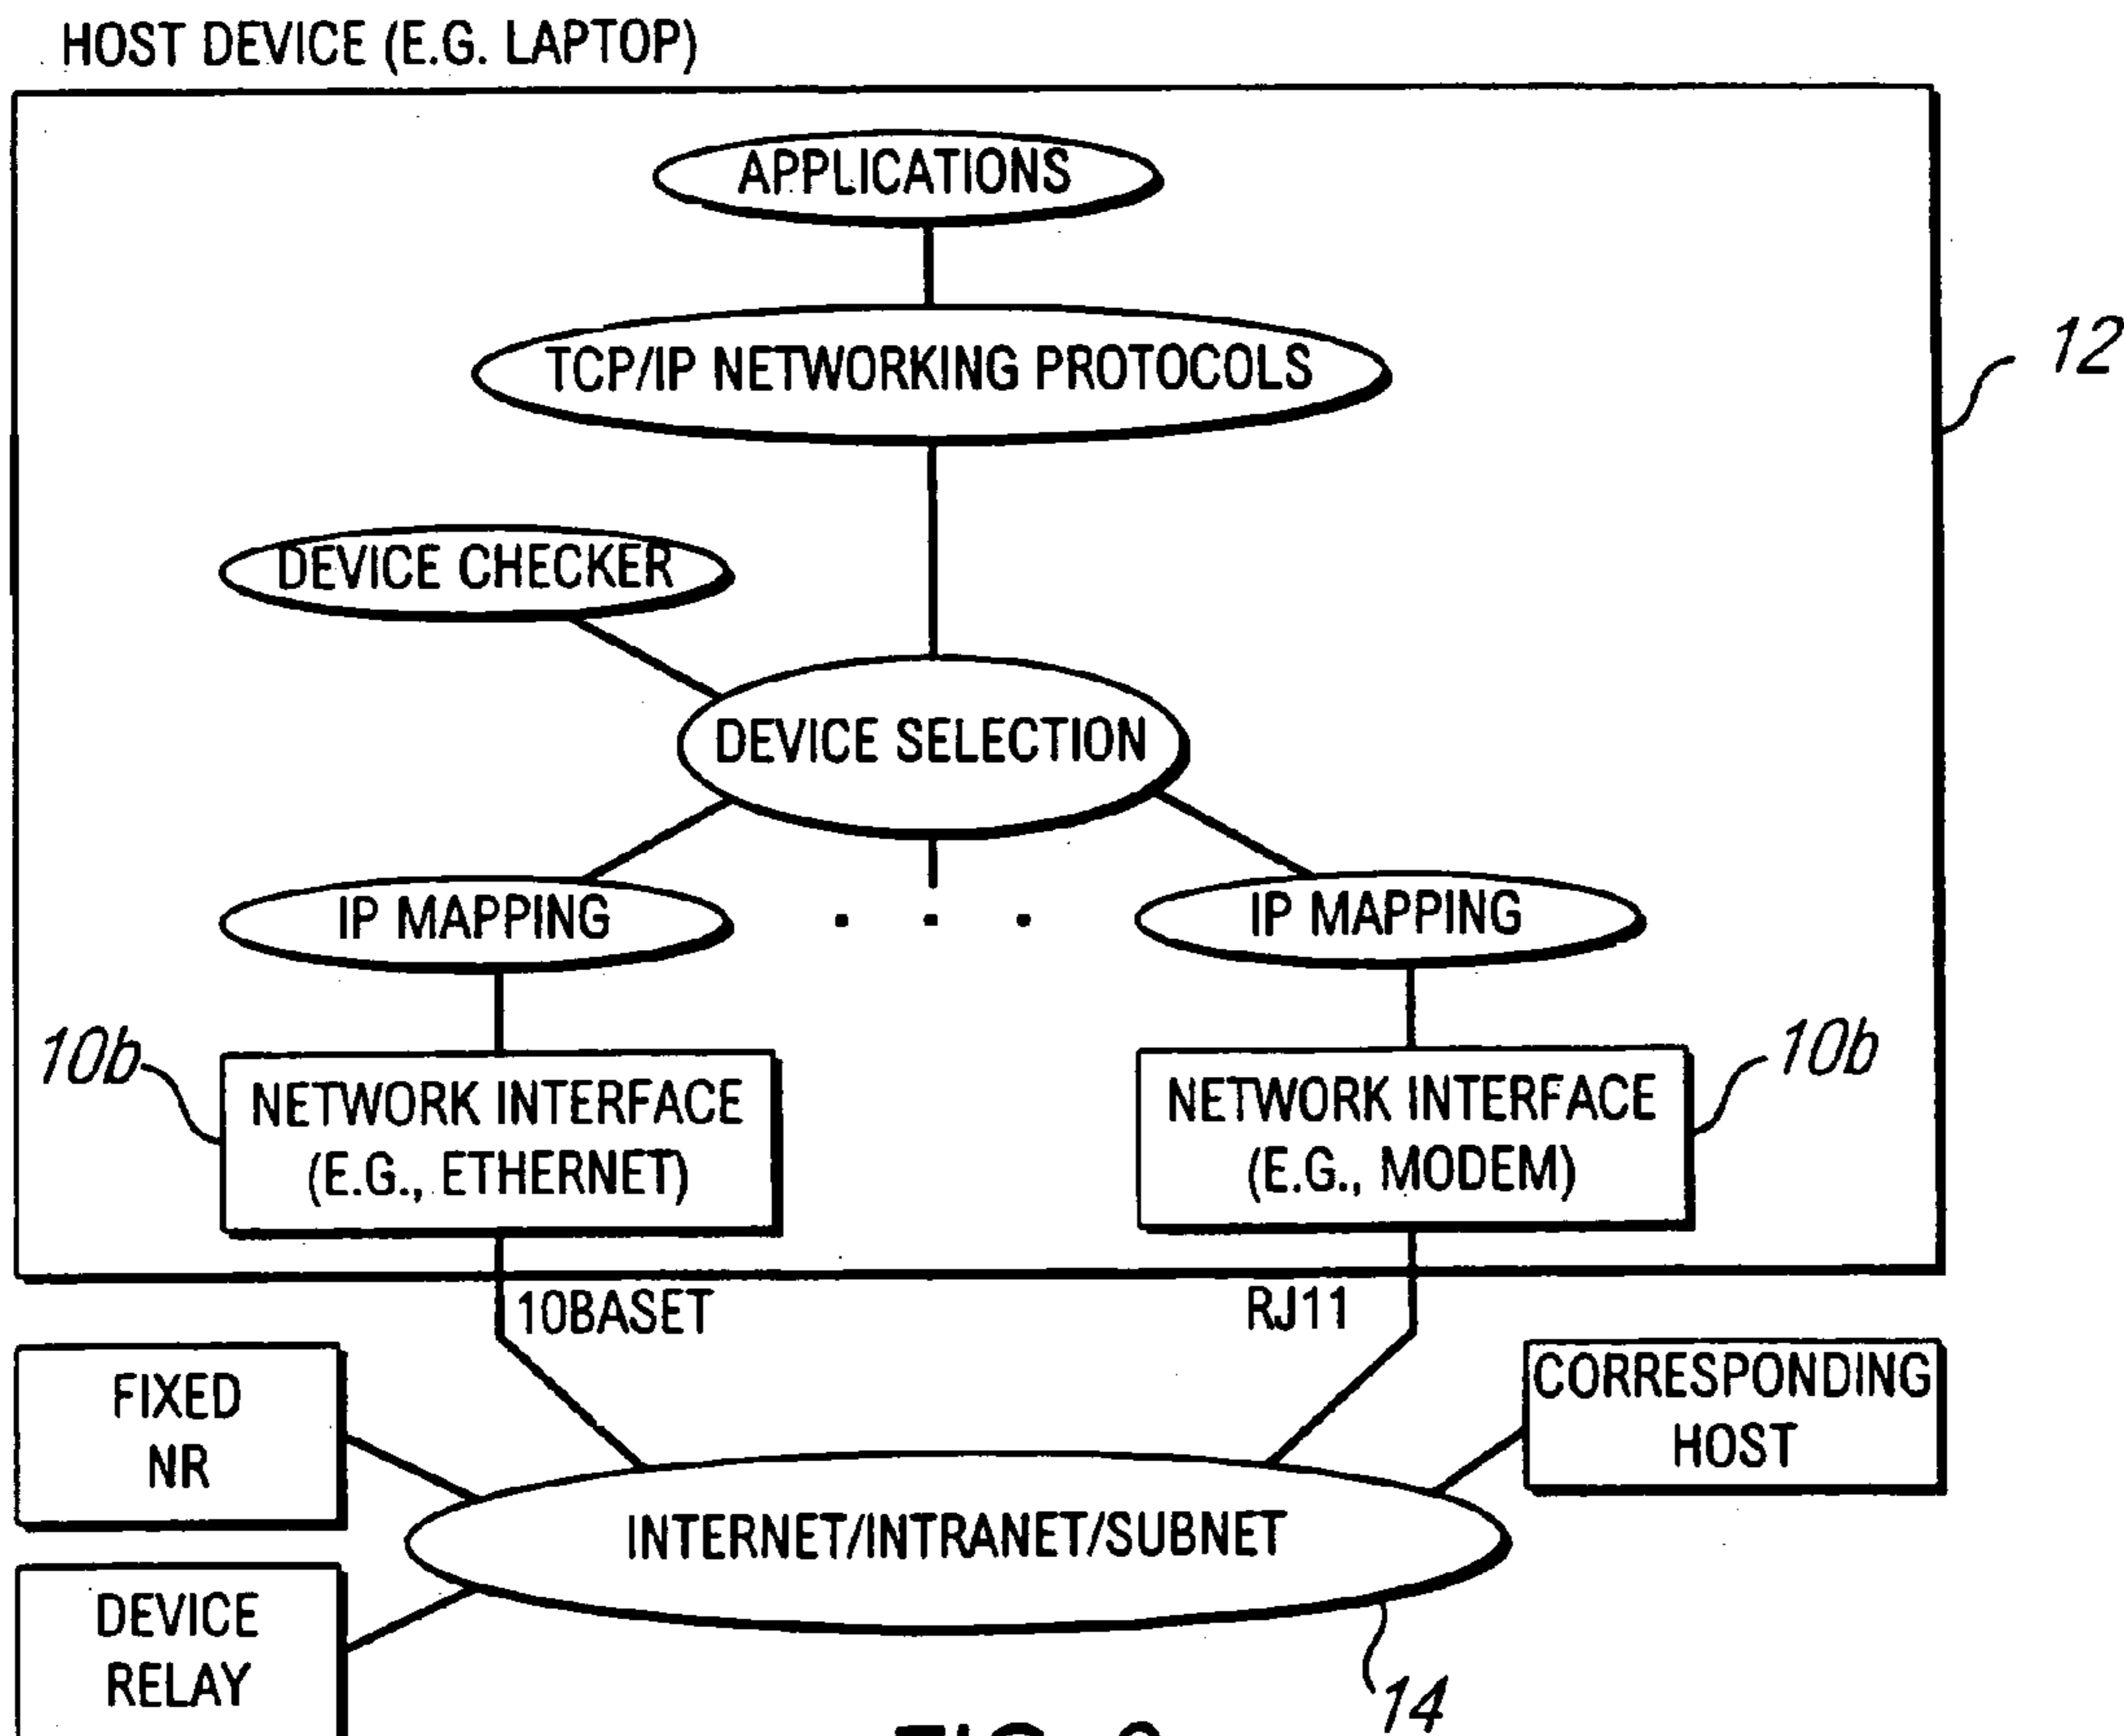 HOST DEVICE (E.G. LAPTOP)
APPLICATIONS
TCP/IP NETWORKING PROTOCOLS
12
DEVICE CHECKER
DEVICE SELECTION
IP MAPPING
. . .
IP MAPPING
10b
NETWORK INTERFACE
(E.G., ETHERNET)
NETWORK INTERFACE
(E.G., MODEM)
10b
10BASET
RJ11
FIXED
NR
CORRESPONDING
HOST
INTERNET/INTRANET/SUBNET
DEVICE
RELAY
14